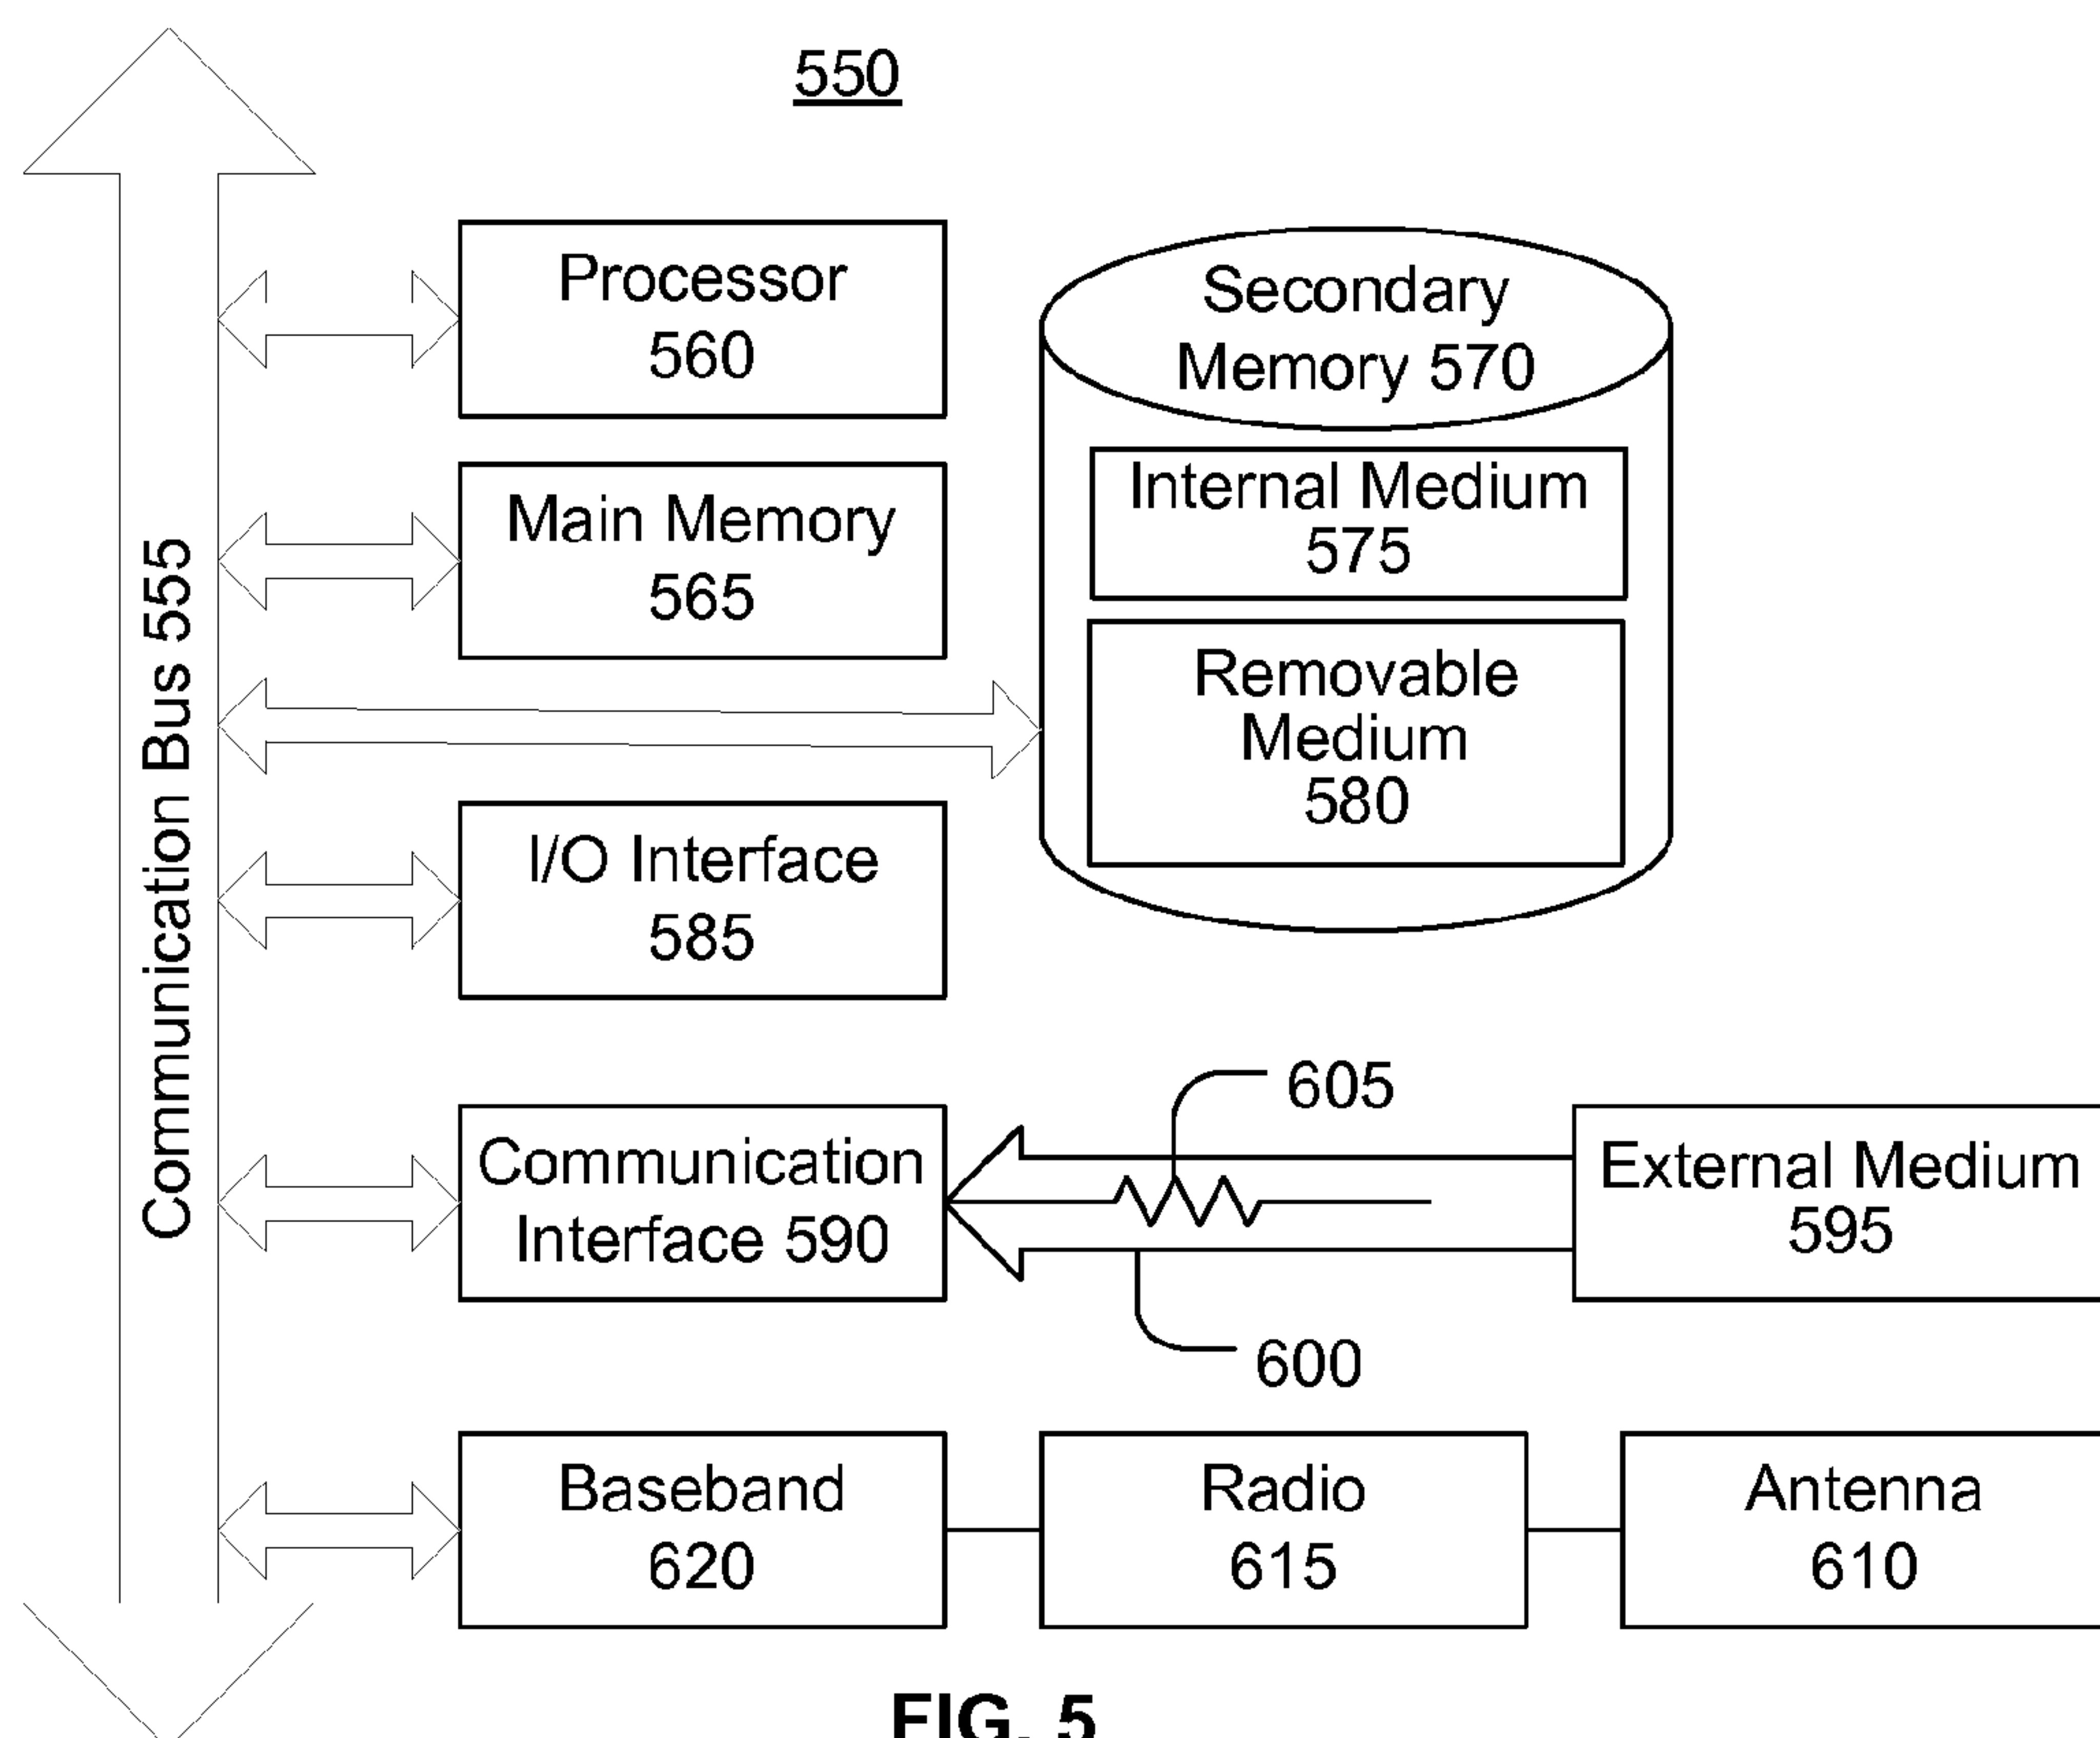 550
Communication Bus 555
Processor
560
Secondary
Memory 570
Internal Medium
575
Removable
Medium
580
Main Memory
565
I/O Interface
585
Communication
Interface 590
605
600
External Medium
595
Baseband
620
Radio
615
Antenna
610
FIG. 5